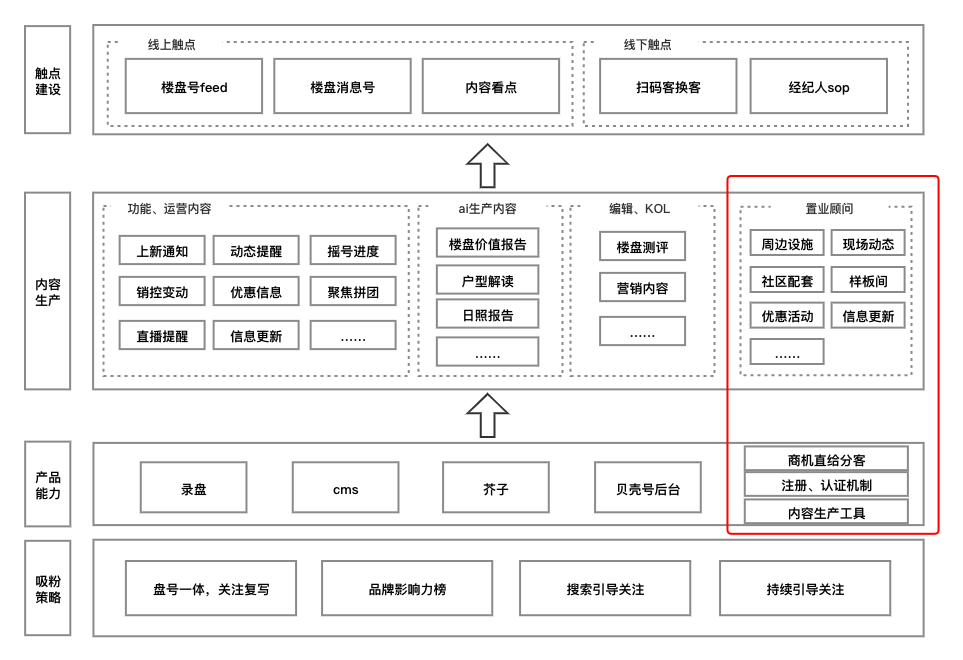 触点
建设
线上触点
楼盘号feed
楼盘消息号
内容看点
线下触点
扫码客换客
经纪人sop
内容
生产
功能、运营内容
上新通知
动态提醒
摇号进度
销控变动
优惠信息
聚焦拼团
直播提醒
信息更新
......
ai生产内容
楼盘价值报告
户型解读
日照报告
......
编辑、KOL
楼盘测评
营销内容
......
置业顾问
周边设施
现场动态
社区配套
样板间
优惠活动
信息更新
......
产品
能力
录盘
cms
芥子
贝壳号后台
商机直给分客
注册、认证机制
内容生产工具
吸粉
策略
盘号一体，关注复写
品牌影响力榜
搜索引导关注
持续引导关注